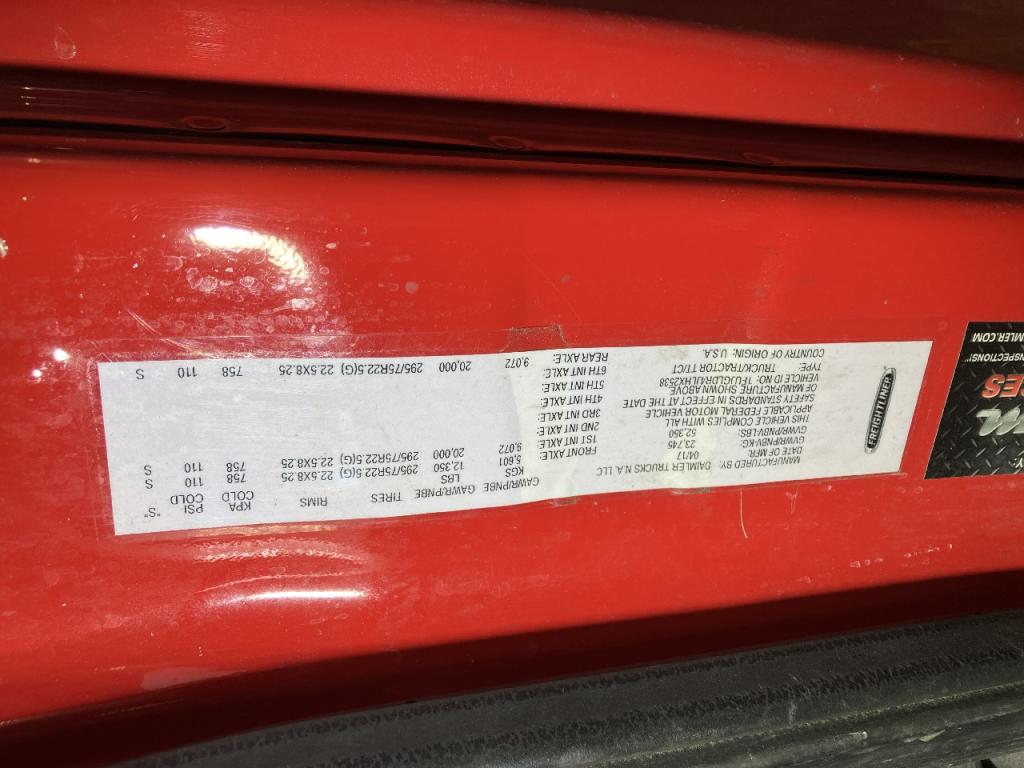 FREIGHTLINER
MANUFACTURED BY: DAIMLER TRUCKS N.A. LLC
DATE OF MFR: 04/17
GVWR/PNBV-KG: 23,745
GVWR/PNBV-LBS: 52,350
THIS VEHICLE COMPLIES WITH ALL
APPLICABLE FEDERAL MOTOR VEHICLE
SAFETY STANDARDS IN EFFECT AT THE DATE
OF MANUFACTURE SHOWN ABOVE
VEHICLE ID NO:
TYPE: TRUCK/TRACTOR T/TCT
COUNTRY OF ORIGIN: U.S.A.
GAWR/PNBE KGS GAWR/PNBE LBS TIRES RIMS KPA COLD PSI COLD "S"
FRONT AXLE: 5,601 12,350 295/75R22.5(G) 22.5X8.25 758 110 S
1ST INT AXLE: 9,072 20,000 295/75R22.5(G) 22.5X8.25 758 110 S
2ND INT AXLE:
3RD INT AXLE:
4TH INT AXLE:
5TH INT AXLE:
6TH INT AXLE:
REAR AXLE: 9,072 20,000 295/75R22.5(G) 22.5X8.25 758 110 S